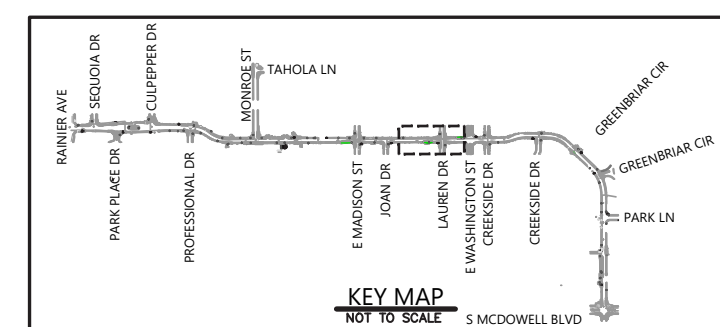 RAINIER AVE
SEQUOIA DR
PARK PLACE DR
CULPEPPER DR
PROFESSIONAL DR
MONROE ST
TAHOLA LN
E MADISON ST
JOAN DR
LAUREN DR
E WASHINGTON ST
CREEKSIDE DR
CREEKSIDE DR
GREENBRIAR CIR
GREENBRIAR CIR
PARK LN
S MCDOWELL BLVD
KEY MAP
NOT TO SCALE